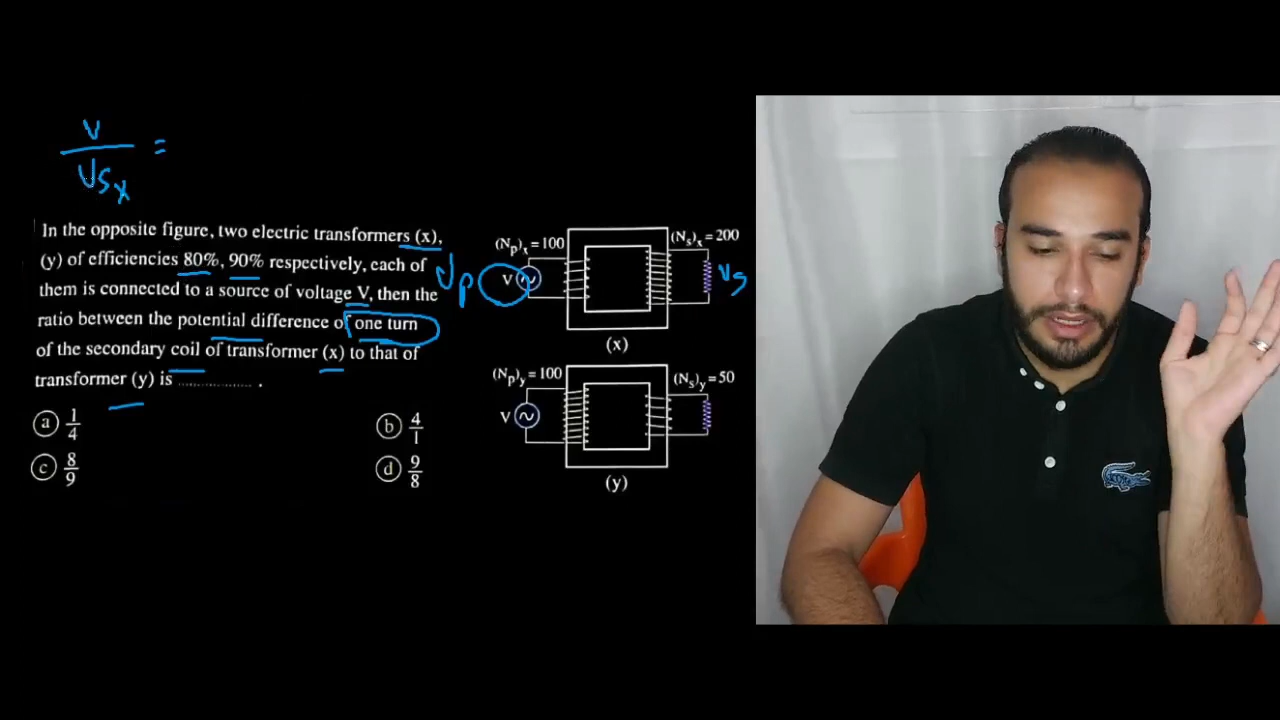 V
VSx =
In the opposite figure, two electric transformers (x),
(y) of efficiencies 80%, 90% respectively, each of
them is connected to a source of voltage V, then the
ratio between the potential difference of one turn
of the secondary coil of transformer (x) to that of
transformer (y) is .................. .
a 1/4
b 4/1
c 8/9
d 9/8
(Np)x = 100
(Ns)x = 200
Vp
V
Vs
(x)
(Np)y = 100
(Ns)y = 50
V
(y)